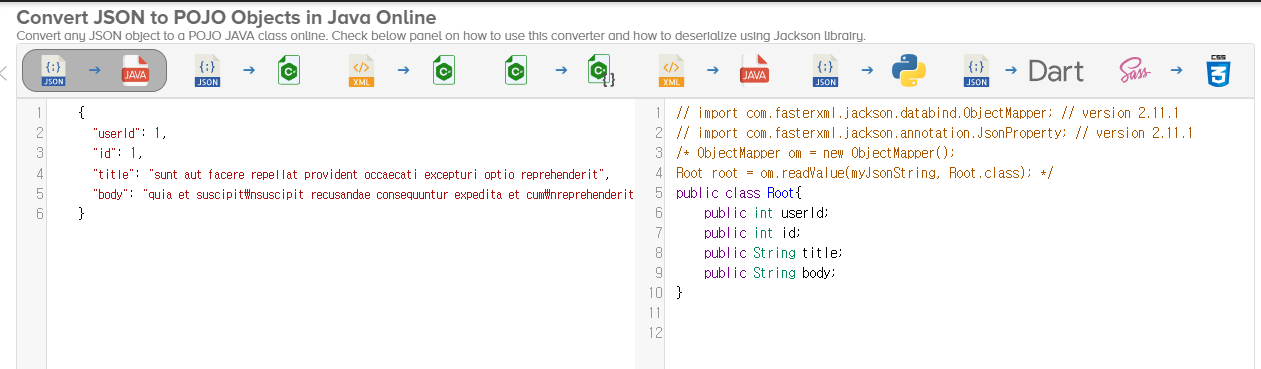 Convert JSON to POJO Objects in Java Online
Convert any JSON object to a POJO JAVA class online. Check below panel on how to use this converter and how to deserialize using Jackson librairy.
{;} JSON → JAVA {;} JSON → C </> XML → C C → C {} </> XML → JAVA {;} JSON → {;} JSON → Dart Sass → CSS 3
1 {
2 "userId": 1,
3 "id": 1,
4 "title": "sunt aut facere repellat provident occaecati excepturi optio reprehenderit",
5 "body": "quia et suscipit₩nsuscipit recusandae consequuntur expedita et cum₩nreprehenderit
6 }
1 // import com.fasterxml.jackson.databind.ObjectMapper; // version 2.11.1
2 // import com.fasterxml.jackson.annotation.JsonProperty; // version 2.11.1
3 /* ObjectMapper om = new ObjectMapper();
4 Root root = om.readValue(myJsonString, Root.class); */
5 public class Root{
6 public int userId;
7 public int id;
8 public String title;
9 public String body;
10 }
11
12